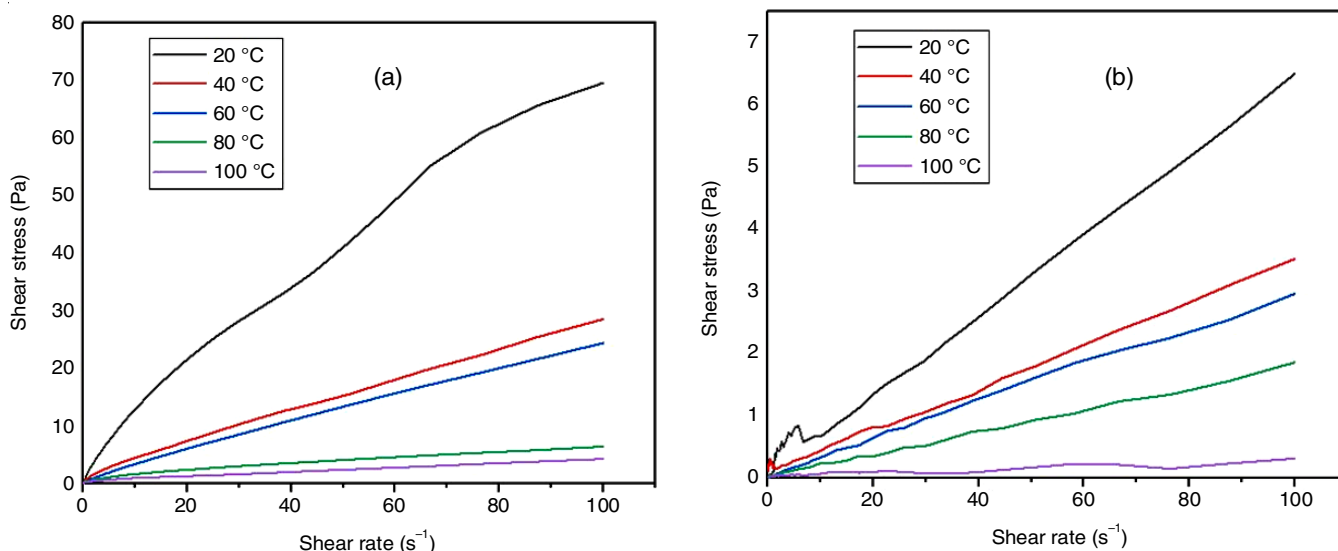 (a)
20 °C
40 °C
60 °C
80 °C
100 °C
Shear stress (Pa)
80
70
60
50
40
30
20
10
0
0 20 40 60 80 100
Shear rate (s⁻¹)
(b)
20 °C
40 °C
60 °C
80 °C
100 °C
Shear stress (Pa)
7
6
5
4
3
2
1
0
0 20 40 60 80 100
Shear rate (s⁻¹)